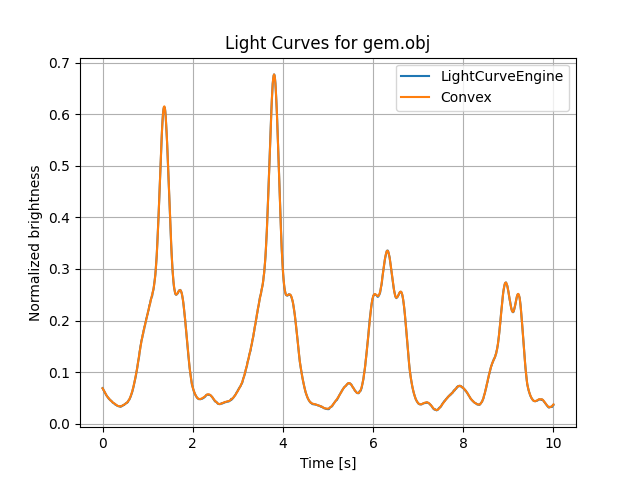 Light Curves for gem.obj
LightCurveEngine
Convex
Normalized brightness
0.7
0.6
0.5
0.4
0.3
0.2
0.1
0.0
0 2 4 6 8 10
Time [s]